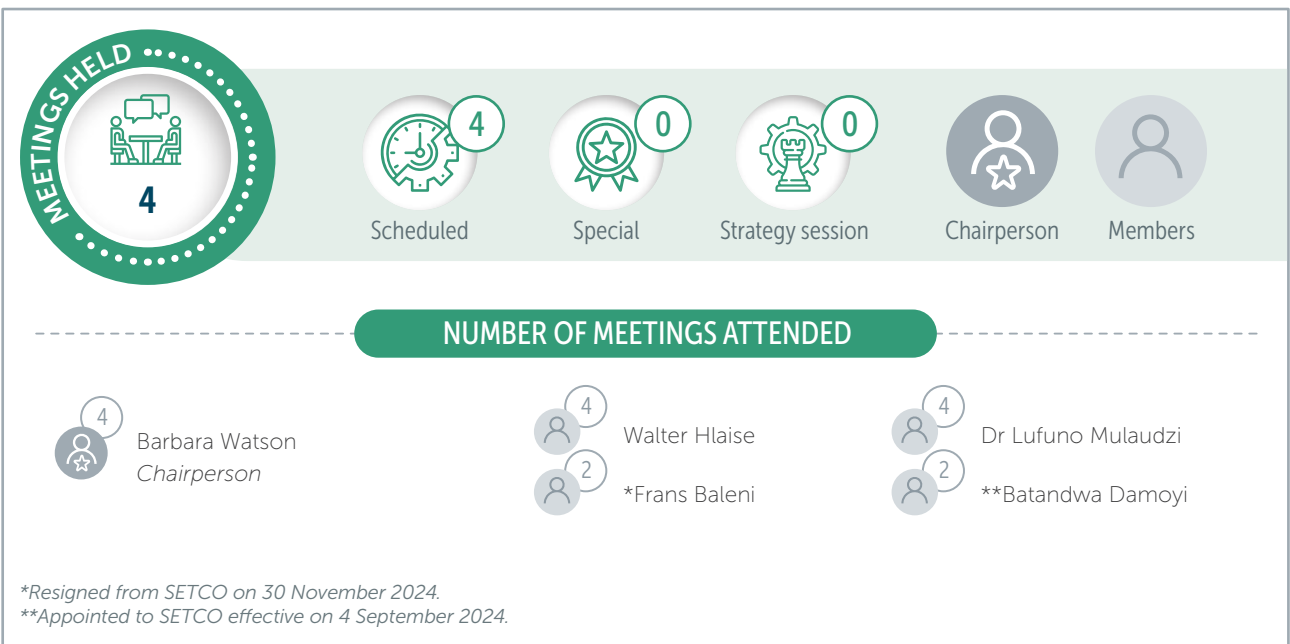 MEETINGS HELD
4
4
Scheduled
0
Special
0
Strategy session
Chairperson
Members
NUMBER OF MEETINGS ATTENDED
4
Barbara Watson
Chairperson
4
Walter Hlaise
2
*Frans Baleni
4
Dr Lufuno Mulaudzi
2
**Batandwa Damoyi
*Resigned from SETCO on 30 November 2024.
**Appointed to SETCO effective on 4 September 2024.